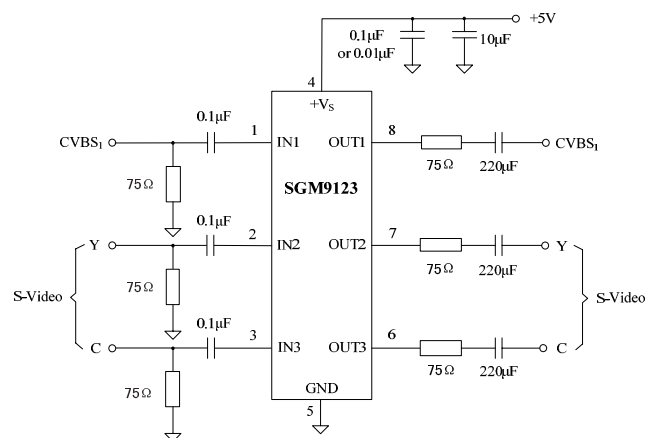 +5V
0.1μF
or 0.01μF
10μF
4
+VS
0.1μF
1
IN1
OUT1
8
CVBS1
75Ω
220μF
CVBS1
75Ω
SGM9123
0.1μF
2
IN2
OUT2
7
Y
75Ω
220μF
Y
75Ω
S-Video
S-Video
0.1μF
3
IN3
OUT3
6
C
75Ω
220μF
C
75Ω
GND
5